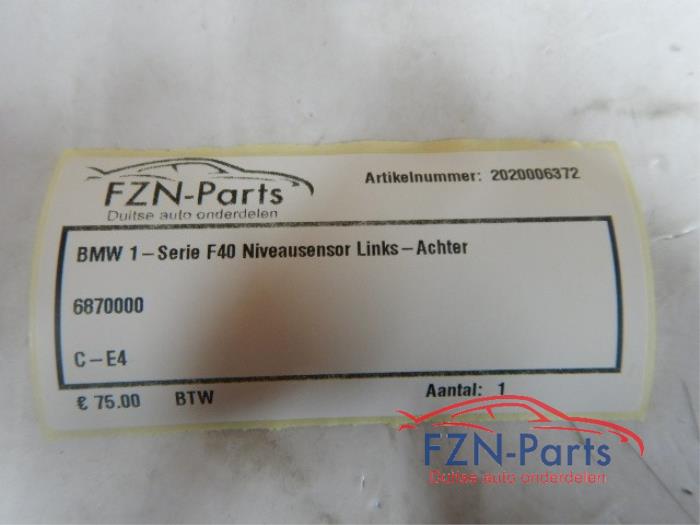 FZN-Parts
Duitse auto onderdelen
Artikelnummer: 2020006372
BMW 1-Serie F40 Niveausensor Links-Achter
6870000
C-E4
€ 75.00 BTW Aantal: 1
FZN-Parts
Duitse auto onderdelen